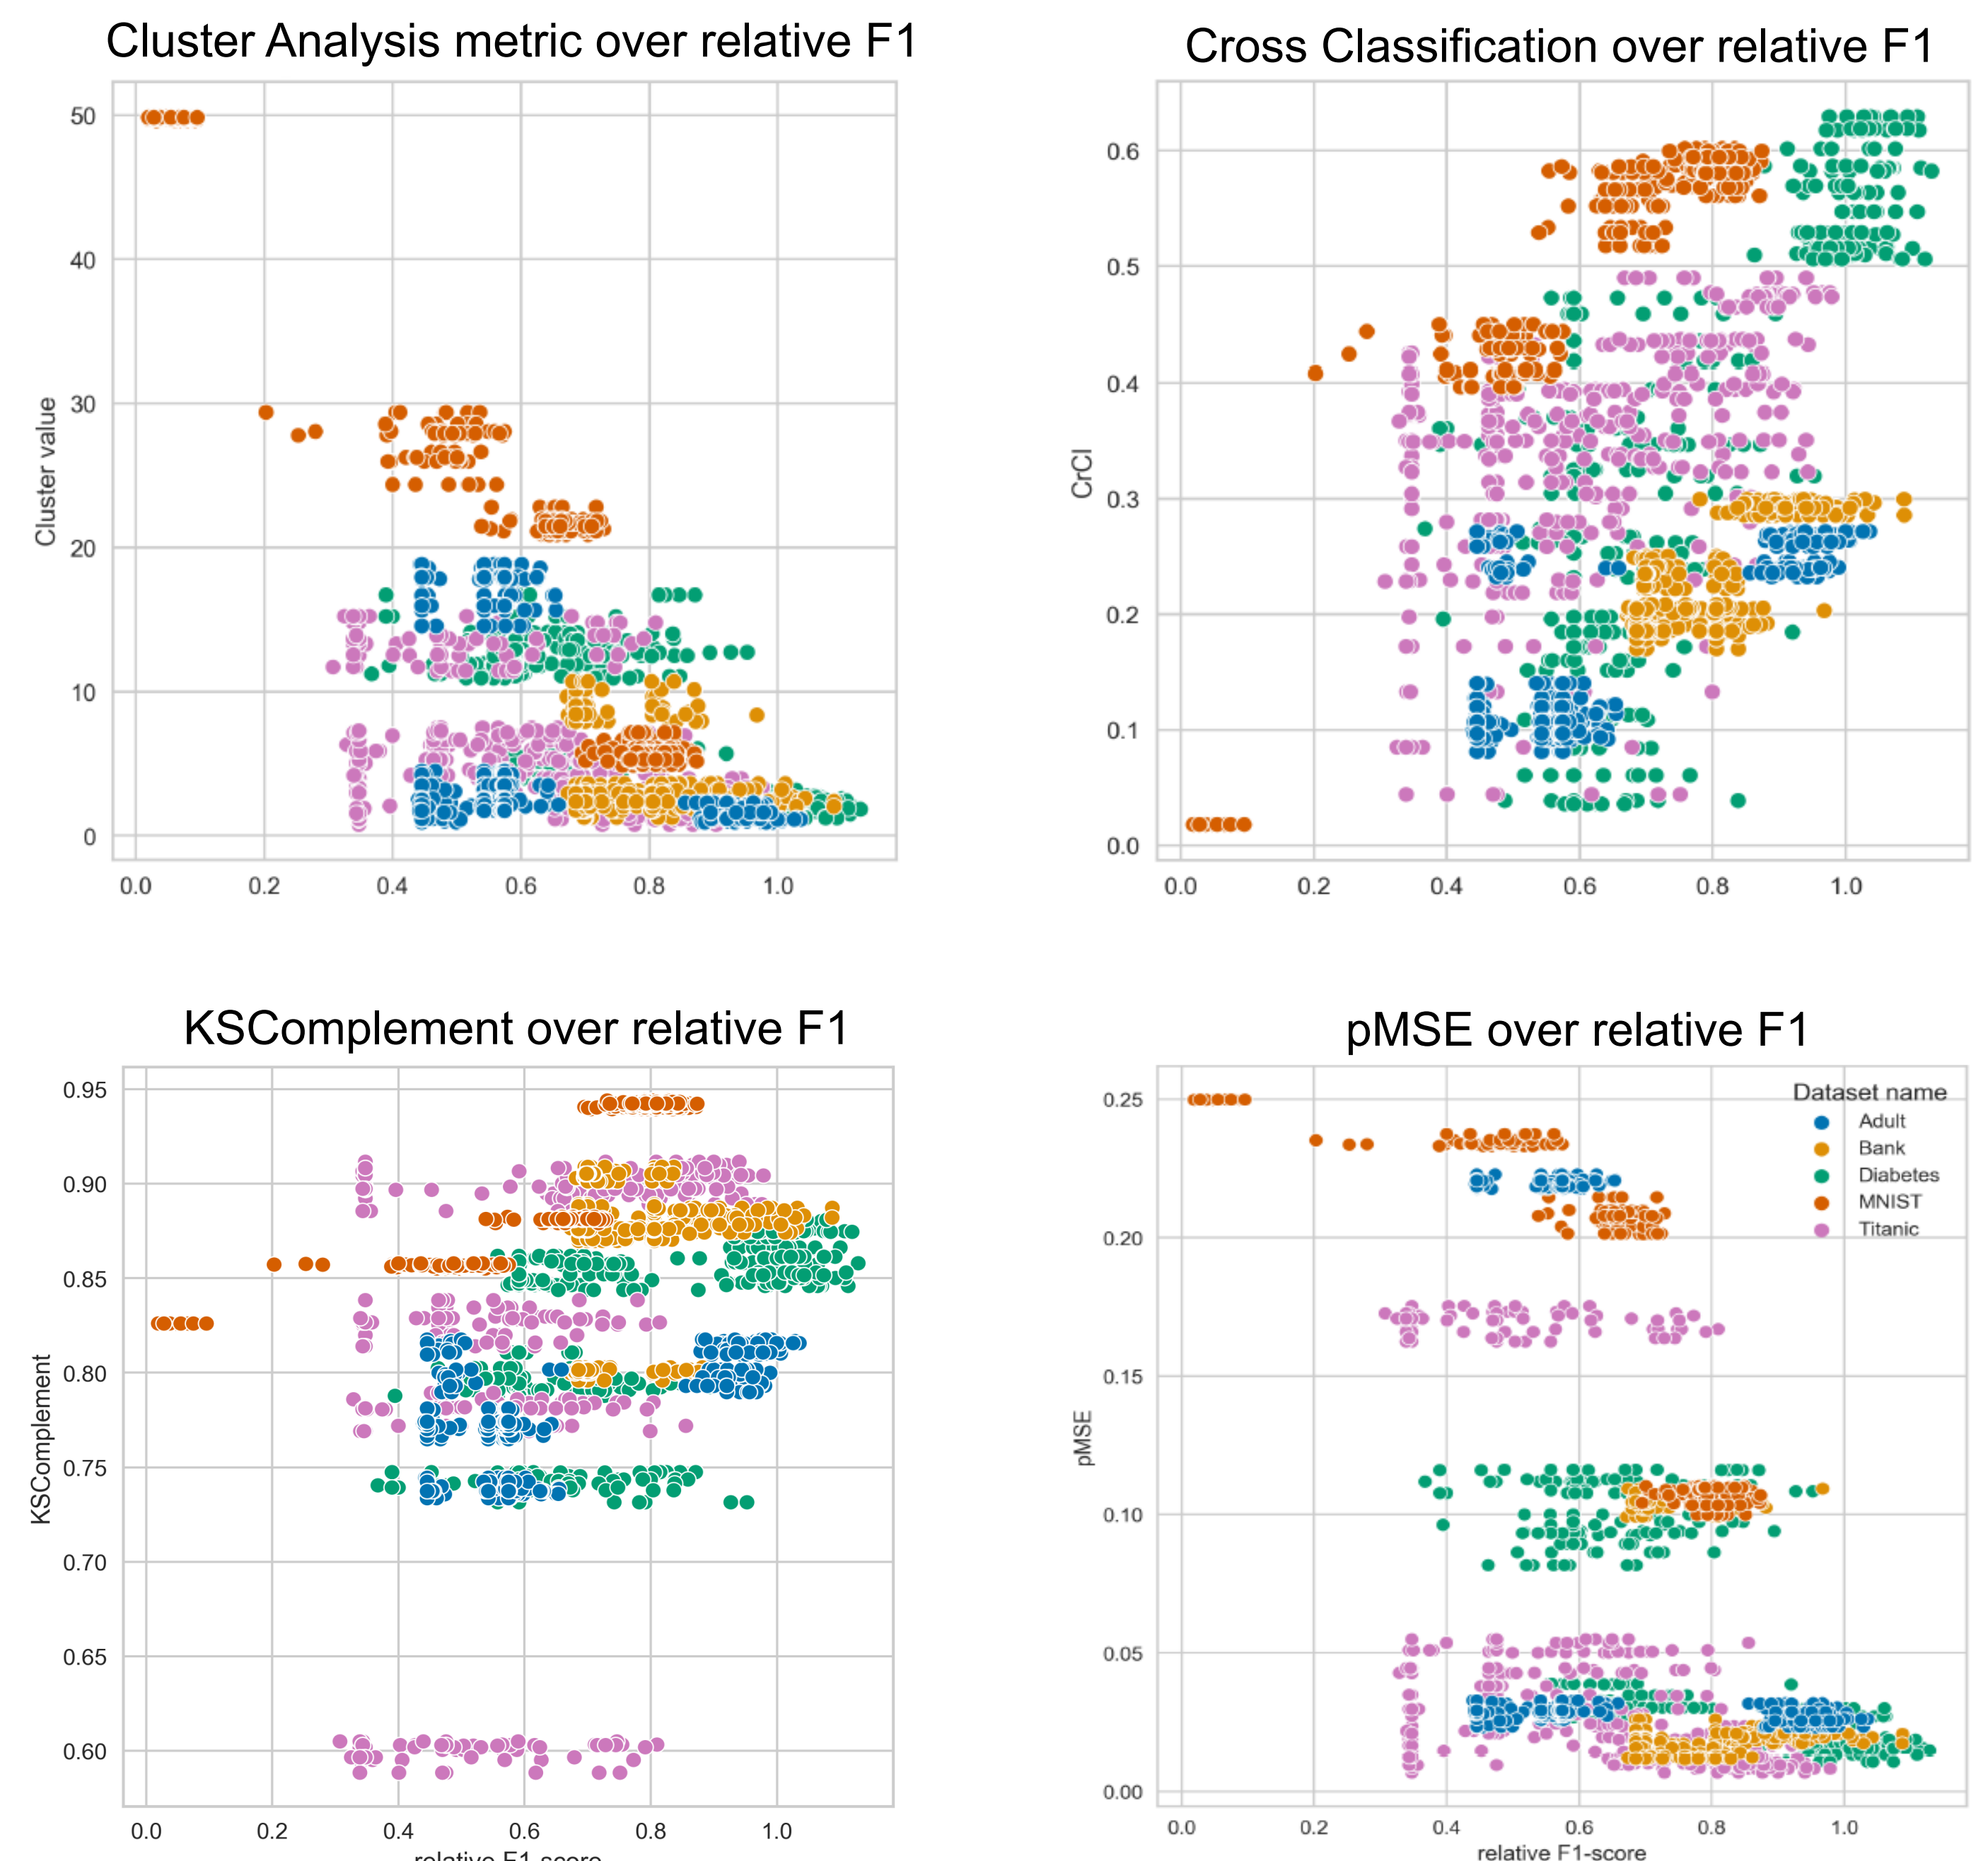 Cluster Analysis metric over relative F1
50
40
30
20
10
0
Cluster value
0.0 0.2 0.4 0.6 0.8 1.0
Cross Classification over relative F1
0.6
0.5
0.4
0.3
0.2
0.1
0.0
CrCl
0.0 0.2 0.4 0.6 0.8 1.0
KSComplement over relative F1
0.95
0.90
0.85
0.80
0.75
0.70
0.65
0.60
KSComplement
0.0 0.2 0.4 0.6 0.8 1.0
relative F1-score
pMSE over relative F1
0.25
0.20
0.15
0.10
0.05
0.00
pMSE
Dataset name
Adult
Bank
Diabetes
MNIST
Titanic
0.0 0.2 0.4 0.6 0.8 1.0
relative F1-score